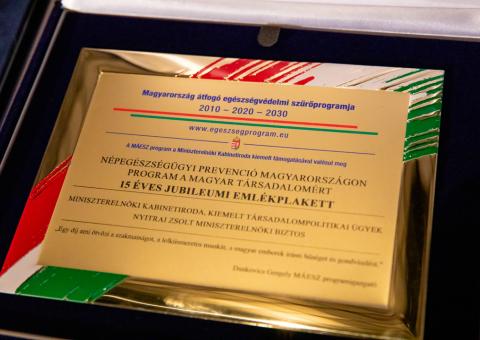 Magyarország átfogó egészségvédelmi szűrőprogramja
2010 – 2020 – 2030
www.egeszsegprogram.eu
A MÁESZ program a Miniszterelnöki Kabinetiroda kiemelt támogatásával valósul meg
NÉPEGÉSZSÉGÜGYI PREVENCIÓ MAGYARORSZÁGON
PROGRAM A MAGYAR TÁRSADALOMÉRT
15 ÉVES JUBILEUMI EMLÉKPLAKETT
MINISZTERELNÖKI KABINETIRODA, KIEMELT TÁRSADALOMPOLITIKAI ÜGYEK
NYITRAI ZSOLT MINISZTERELNÖKI BIZTOS
„Egy díj ami ötvözi a szakmaságot, a lelkiismeretes munkát, a magyar emberek iránti hűséget és gondviselést."
Dankovics Gergely MÁESZ programigazgató